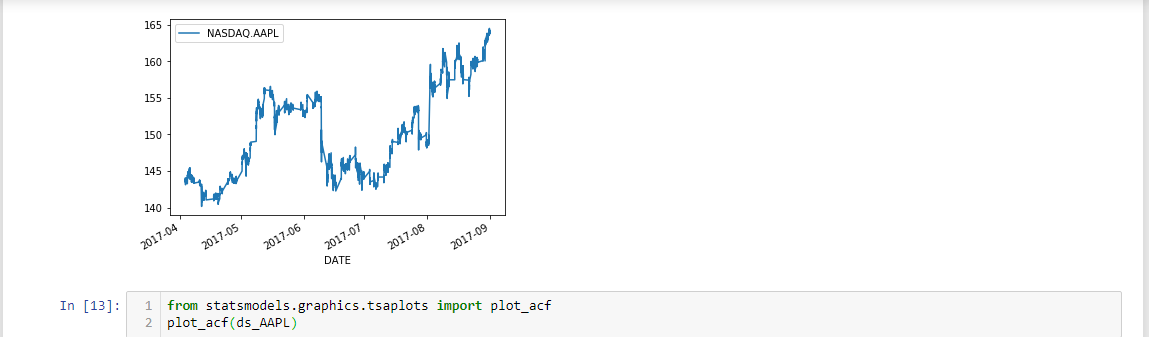 165
NASDAQ.AAPL
160
155
150
145
140
2017-04
2017-05
2017-06
2017-07
2017-08
2017-09
DATE
In [13]:
1 from statsmodels.graphics.tsaplots import plot_acf
2 plot_acf(ds_AAPL)